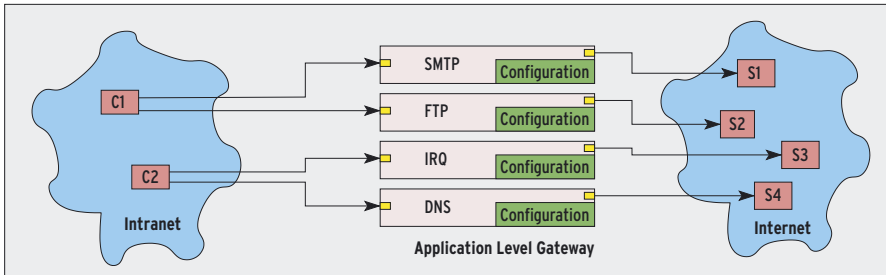 SMTP
Configuration
S1
C1
FTP
Configuration
S2
IRQ
Configuration
S3
C2
DNS
Configuration
S4
Intranet
Application Level Gateway
Internet